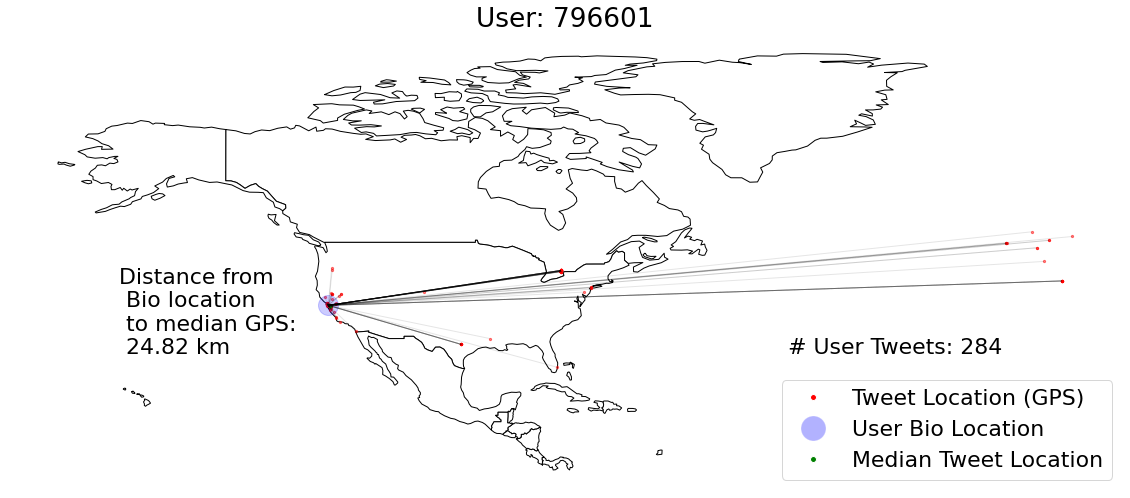 User: 796601
Distance from
Bio location
to median GPS:
24.82 km
# User Tweets: 284
Tweet Location (GPS)
User Bio Location
Median Tweet Location